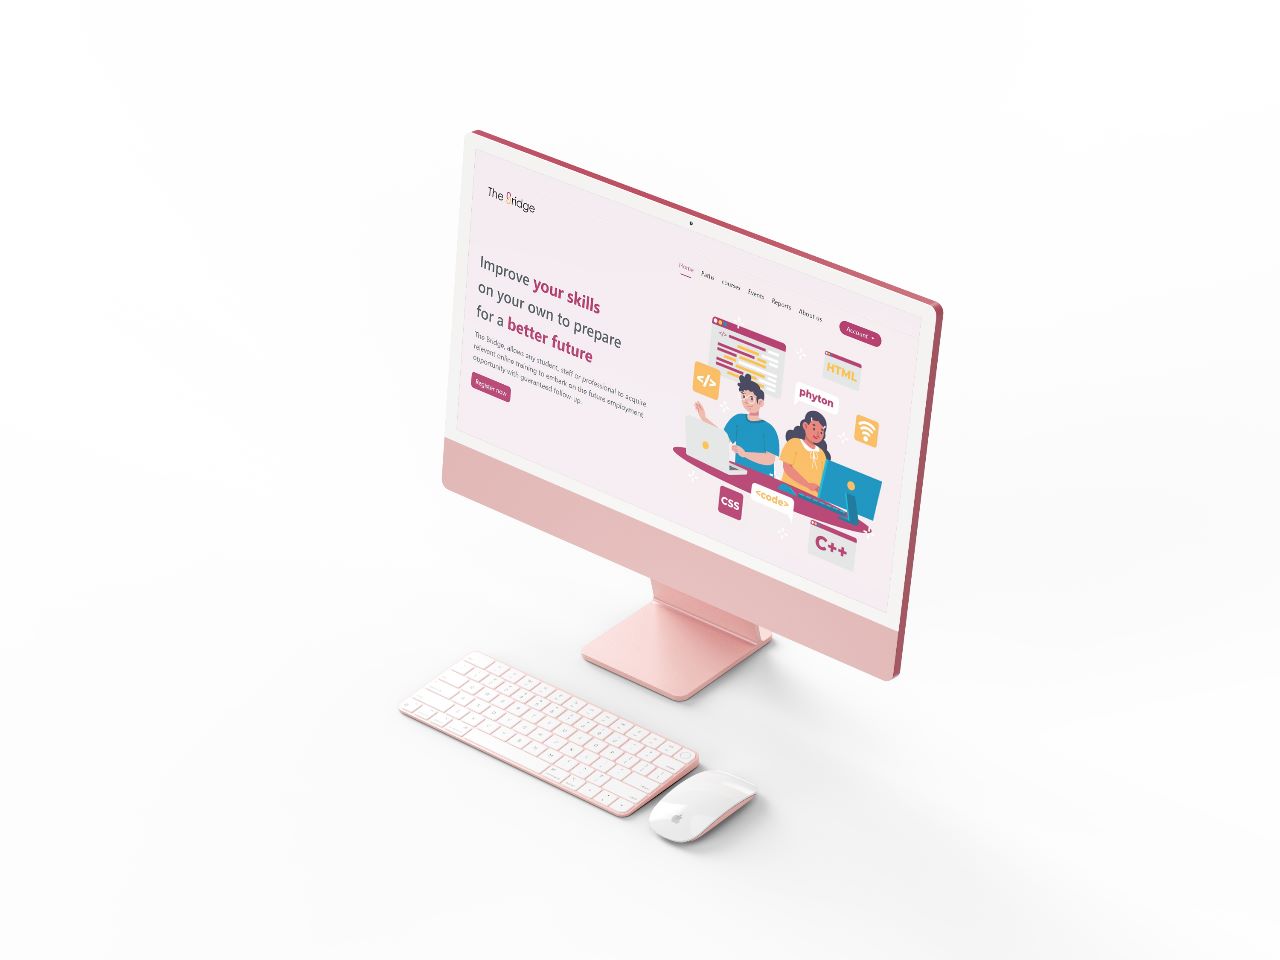 The Bridge
Home Paths courses Events Reports About us Account
Improve your skills
on your own to prepare
for a better future
The Bridge, allows any student, staff or professional to acquire
relevant online training to embark on the future employment
opportunity with guaranteed follow-up.
Register now
</>
</>
HTML
phyton
CSS
<code>
C++